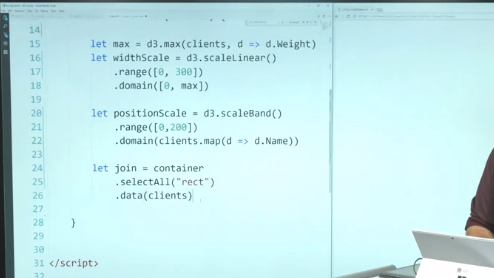 14
15 let max = d3.max(clients, d => d.Weight)
16 let widthScale = d3.scaleLinear()
17 .range([0, 300])
18 .domain([0, max])
19
20 let positionScale = d3.scaleBand()
21 .range([0,200])
22 .domain(clients.map(d => d.Name))
23
24 let join = container
25 .selectAll("rect")
26 .data(clients)
27
28 }
29
30
31 </script>
32